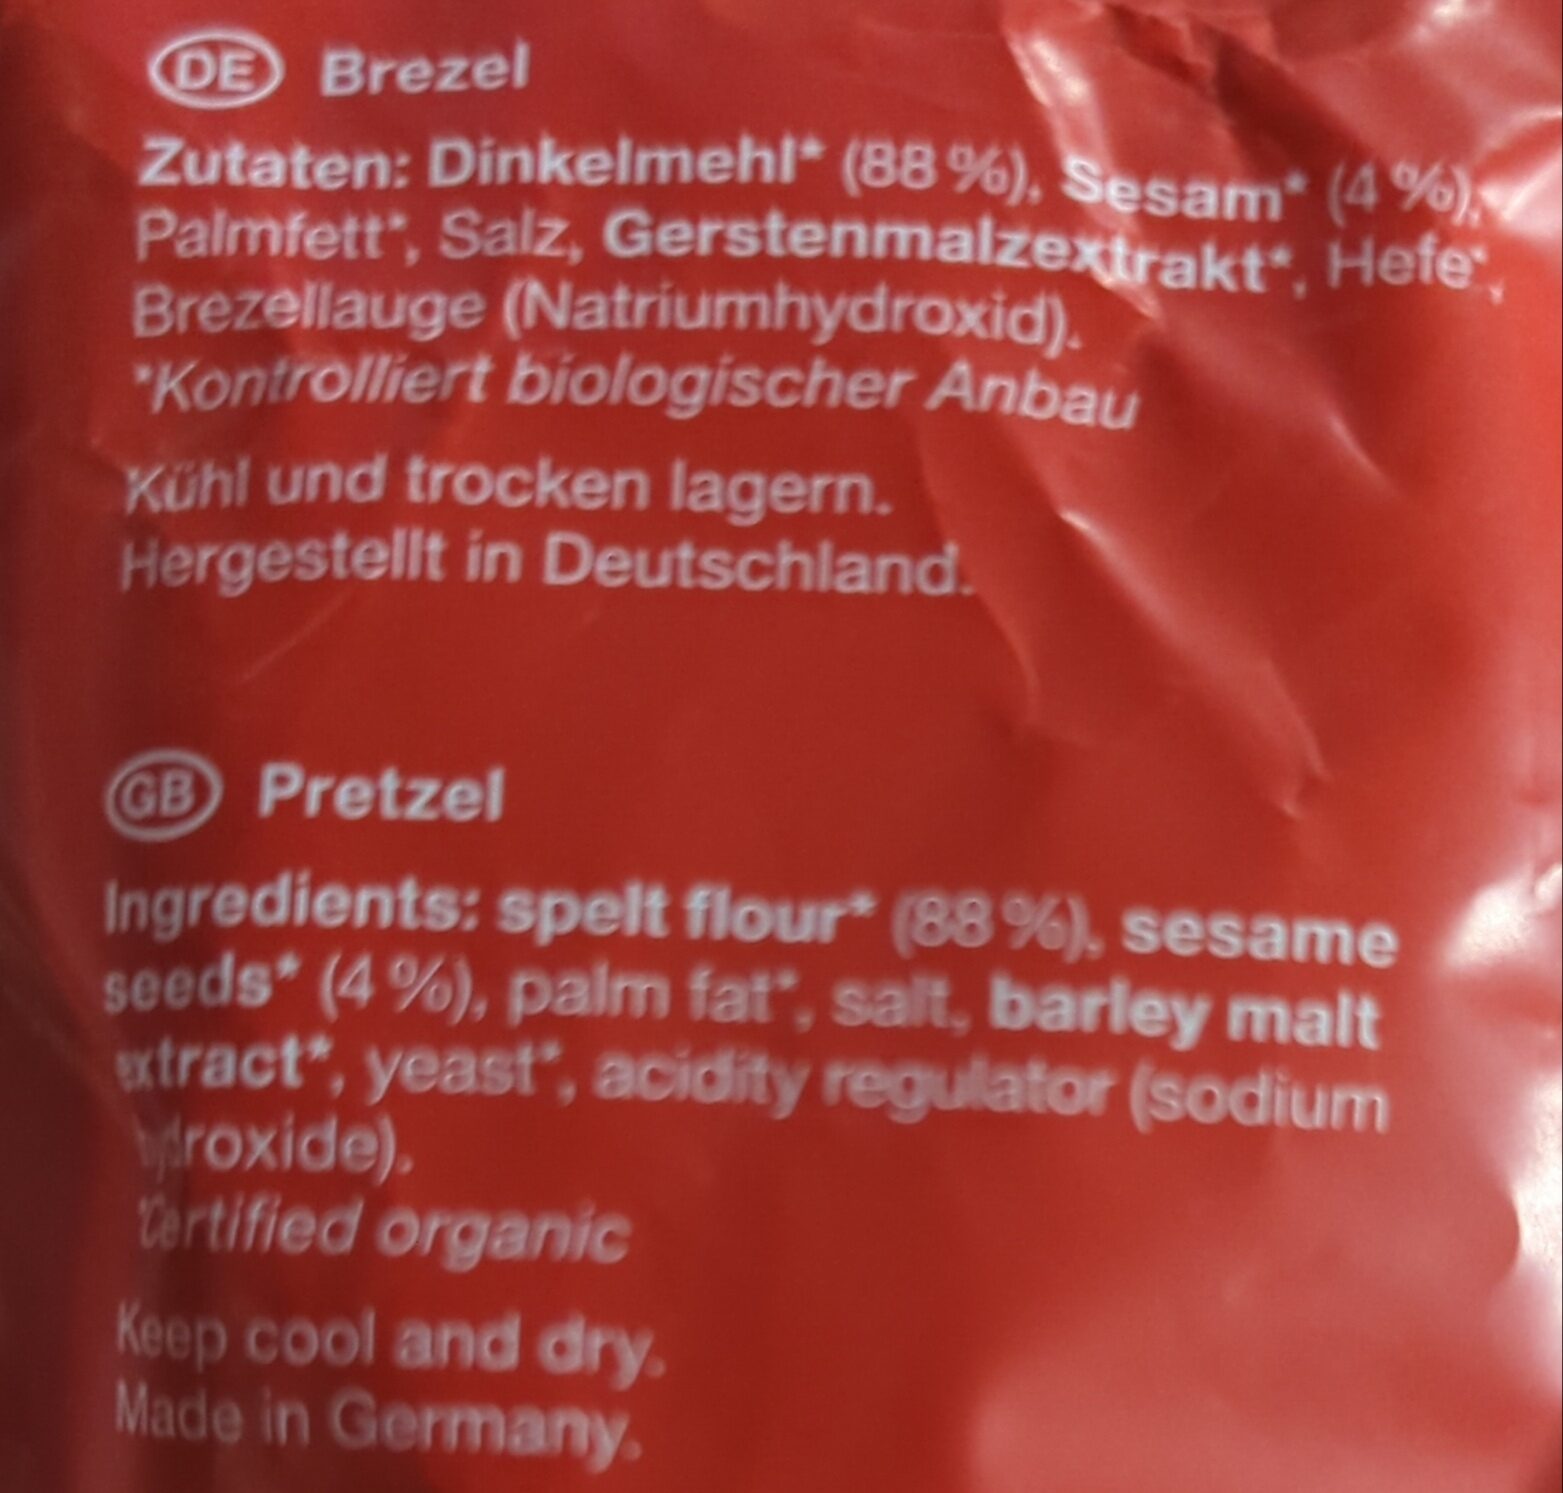 DE Brezel
Zutaten: Dinkelmehl* (88 %), Sesam* (4 %),
Palmfett*, Salz, Gerstenmalzextrakt*, Hefe*,
Brezellauge (Natriumhydroxid).
*Kontrolliert biologischer Anbau
Kühl und trocken lagern.
Hergestellt in Deutschland.
GB Pretzel
Ingredients: spelt flour* (88 %), sesame
seeds* (4 %), palm fat*, salt, barley malt
extract*, yeast*, acidity regulator (sodium
hydroxide).
*Certified organic
Keep cool and dry.
Made in Germany.